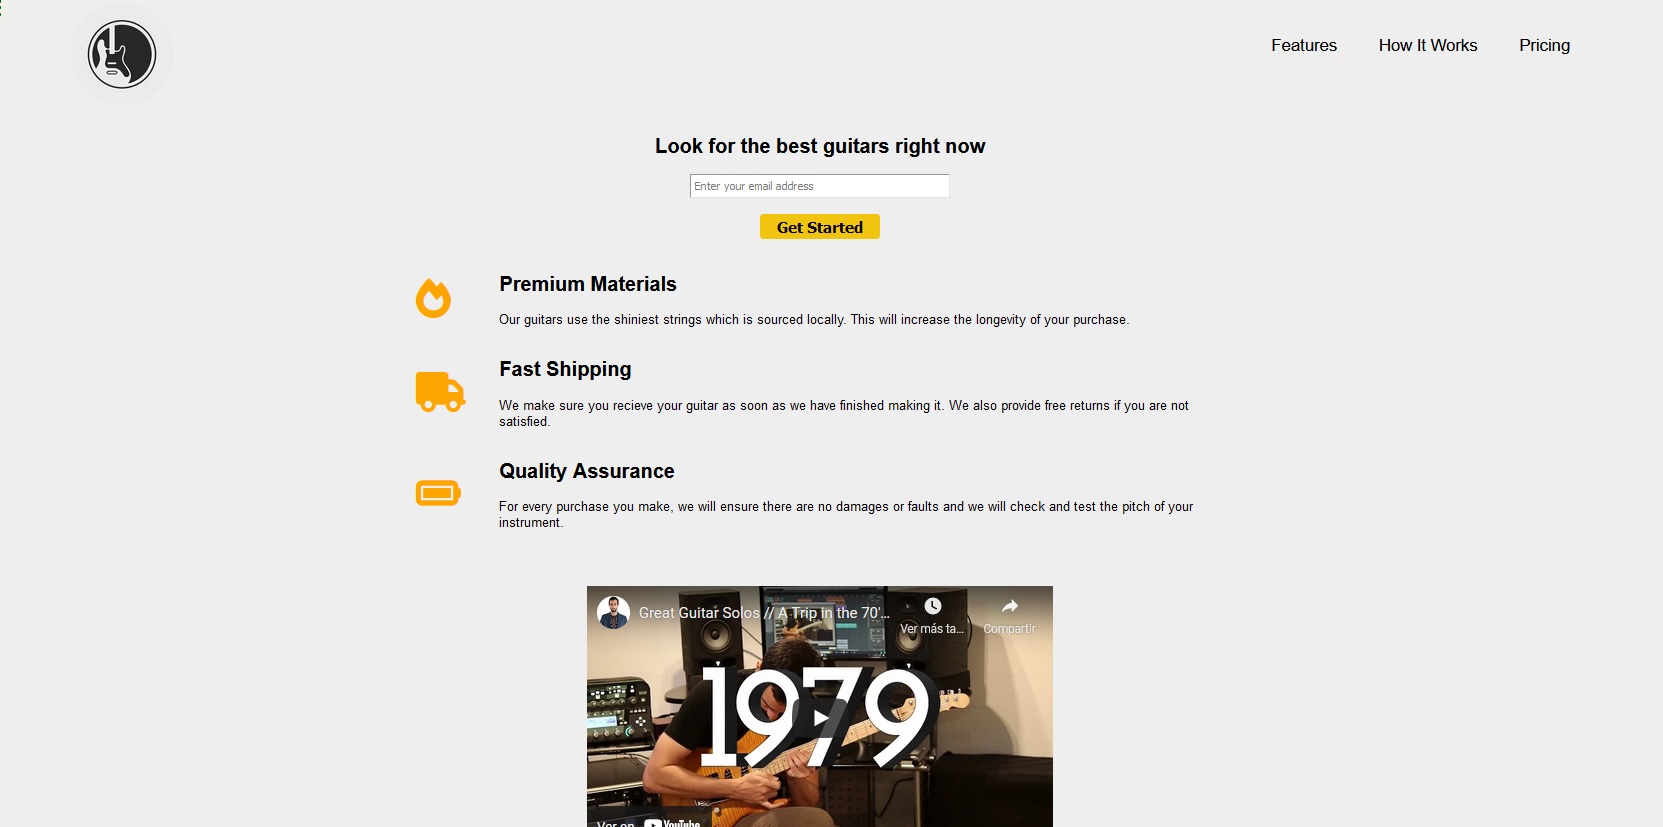 Features How It Works Pricing
Look for the best guitars right now
Enter your email address
Get Started
Premium Materials
Our guitars use the shiniest strings which is sourced locally. This will increase the longevity of your purchase.
Fast Shipping
We make sure you recieve your guitar as soon as we have finished making it. We also provide free returns if you are not
satisfied.
Quality Assurance
For every purchase you make, we will ensure there are no damages or faults and we will check and test the pitch of your
instrument.
Great Guitar Solos // A Trip in the 70'...
Ver más ta...
Compartir
1979
Ver en YouTube